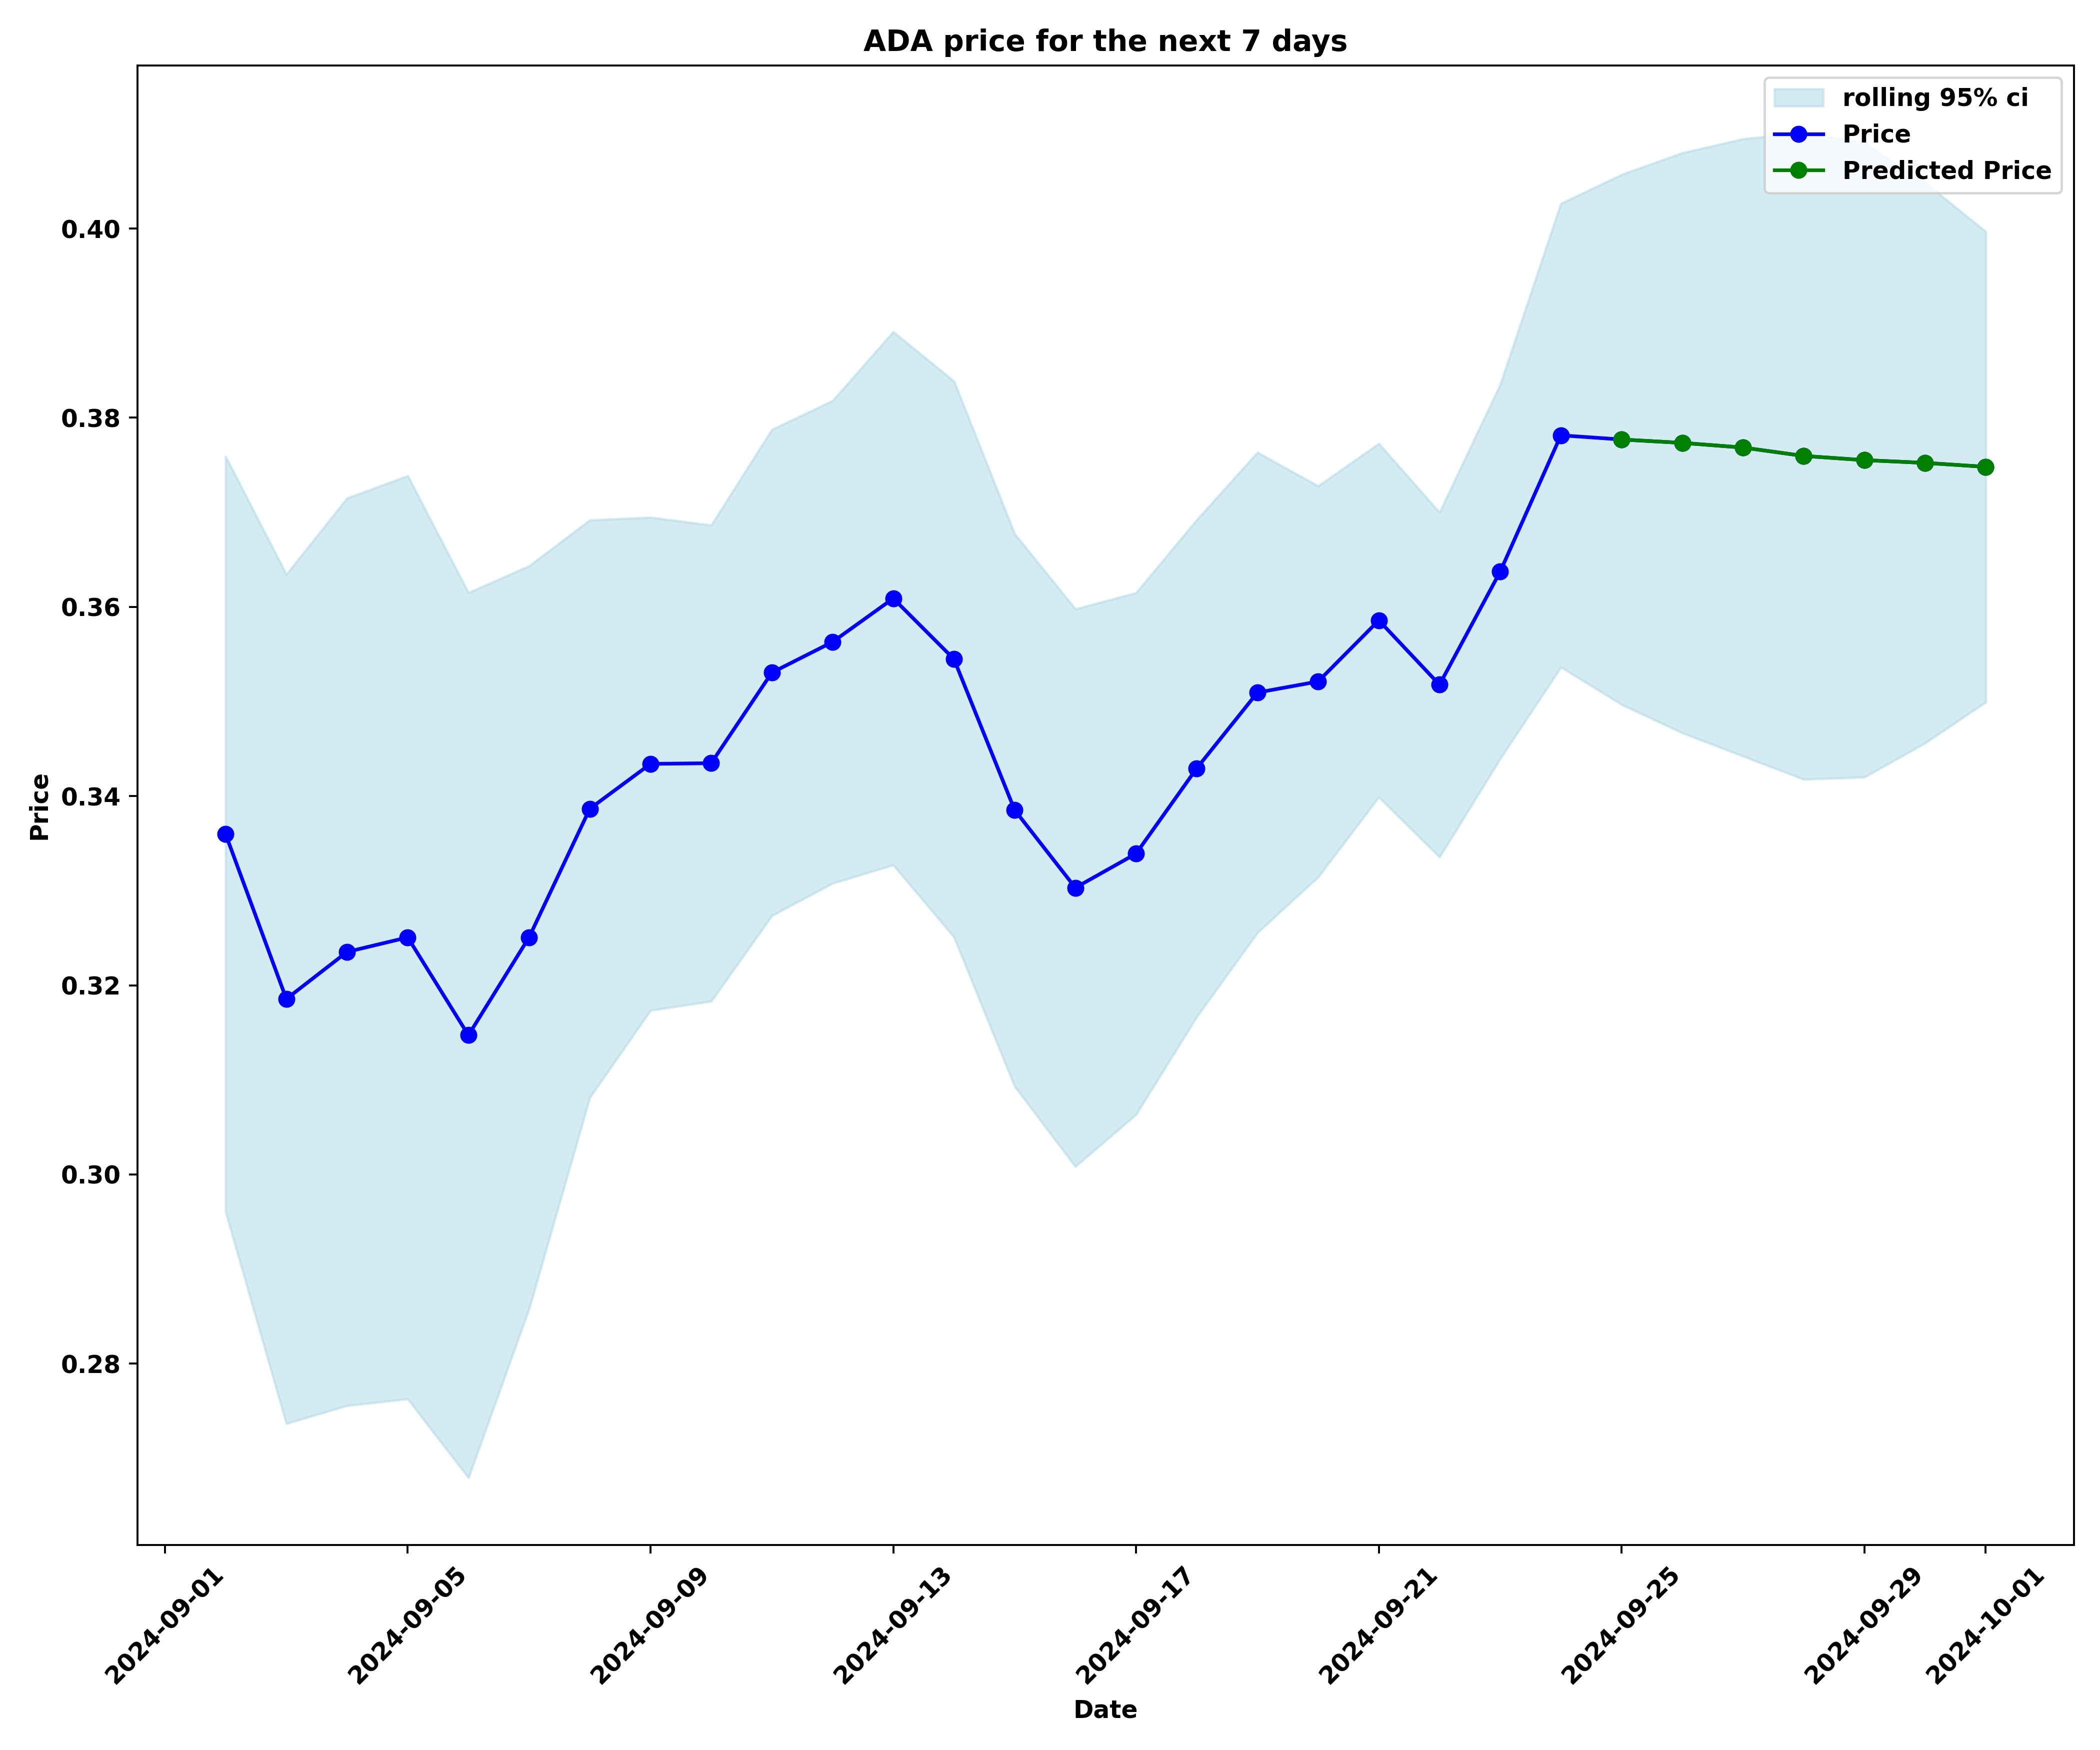 ADA price for the next 7 days
rolling 95% ci
Price
Predicted Price
0.40
0.38
0.36
0.34
0.32
0.30
0.28
Price
2024-09-01
2024-09-05
2024-09-09
2024-09-13
2024-09-17
2024-09-21
2024-09-25
2024-09-29
2024-10-01
Date